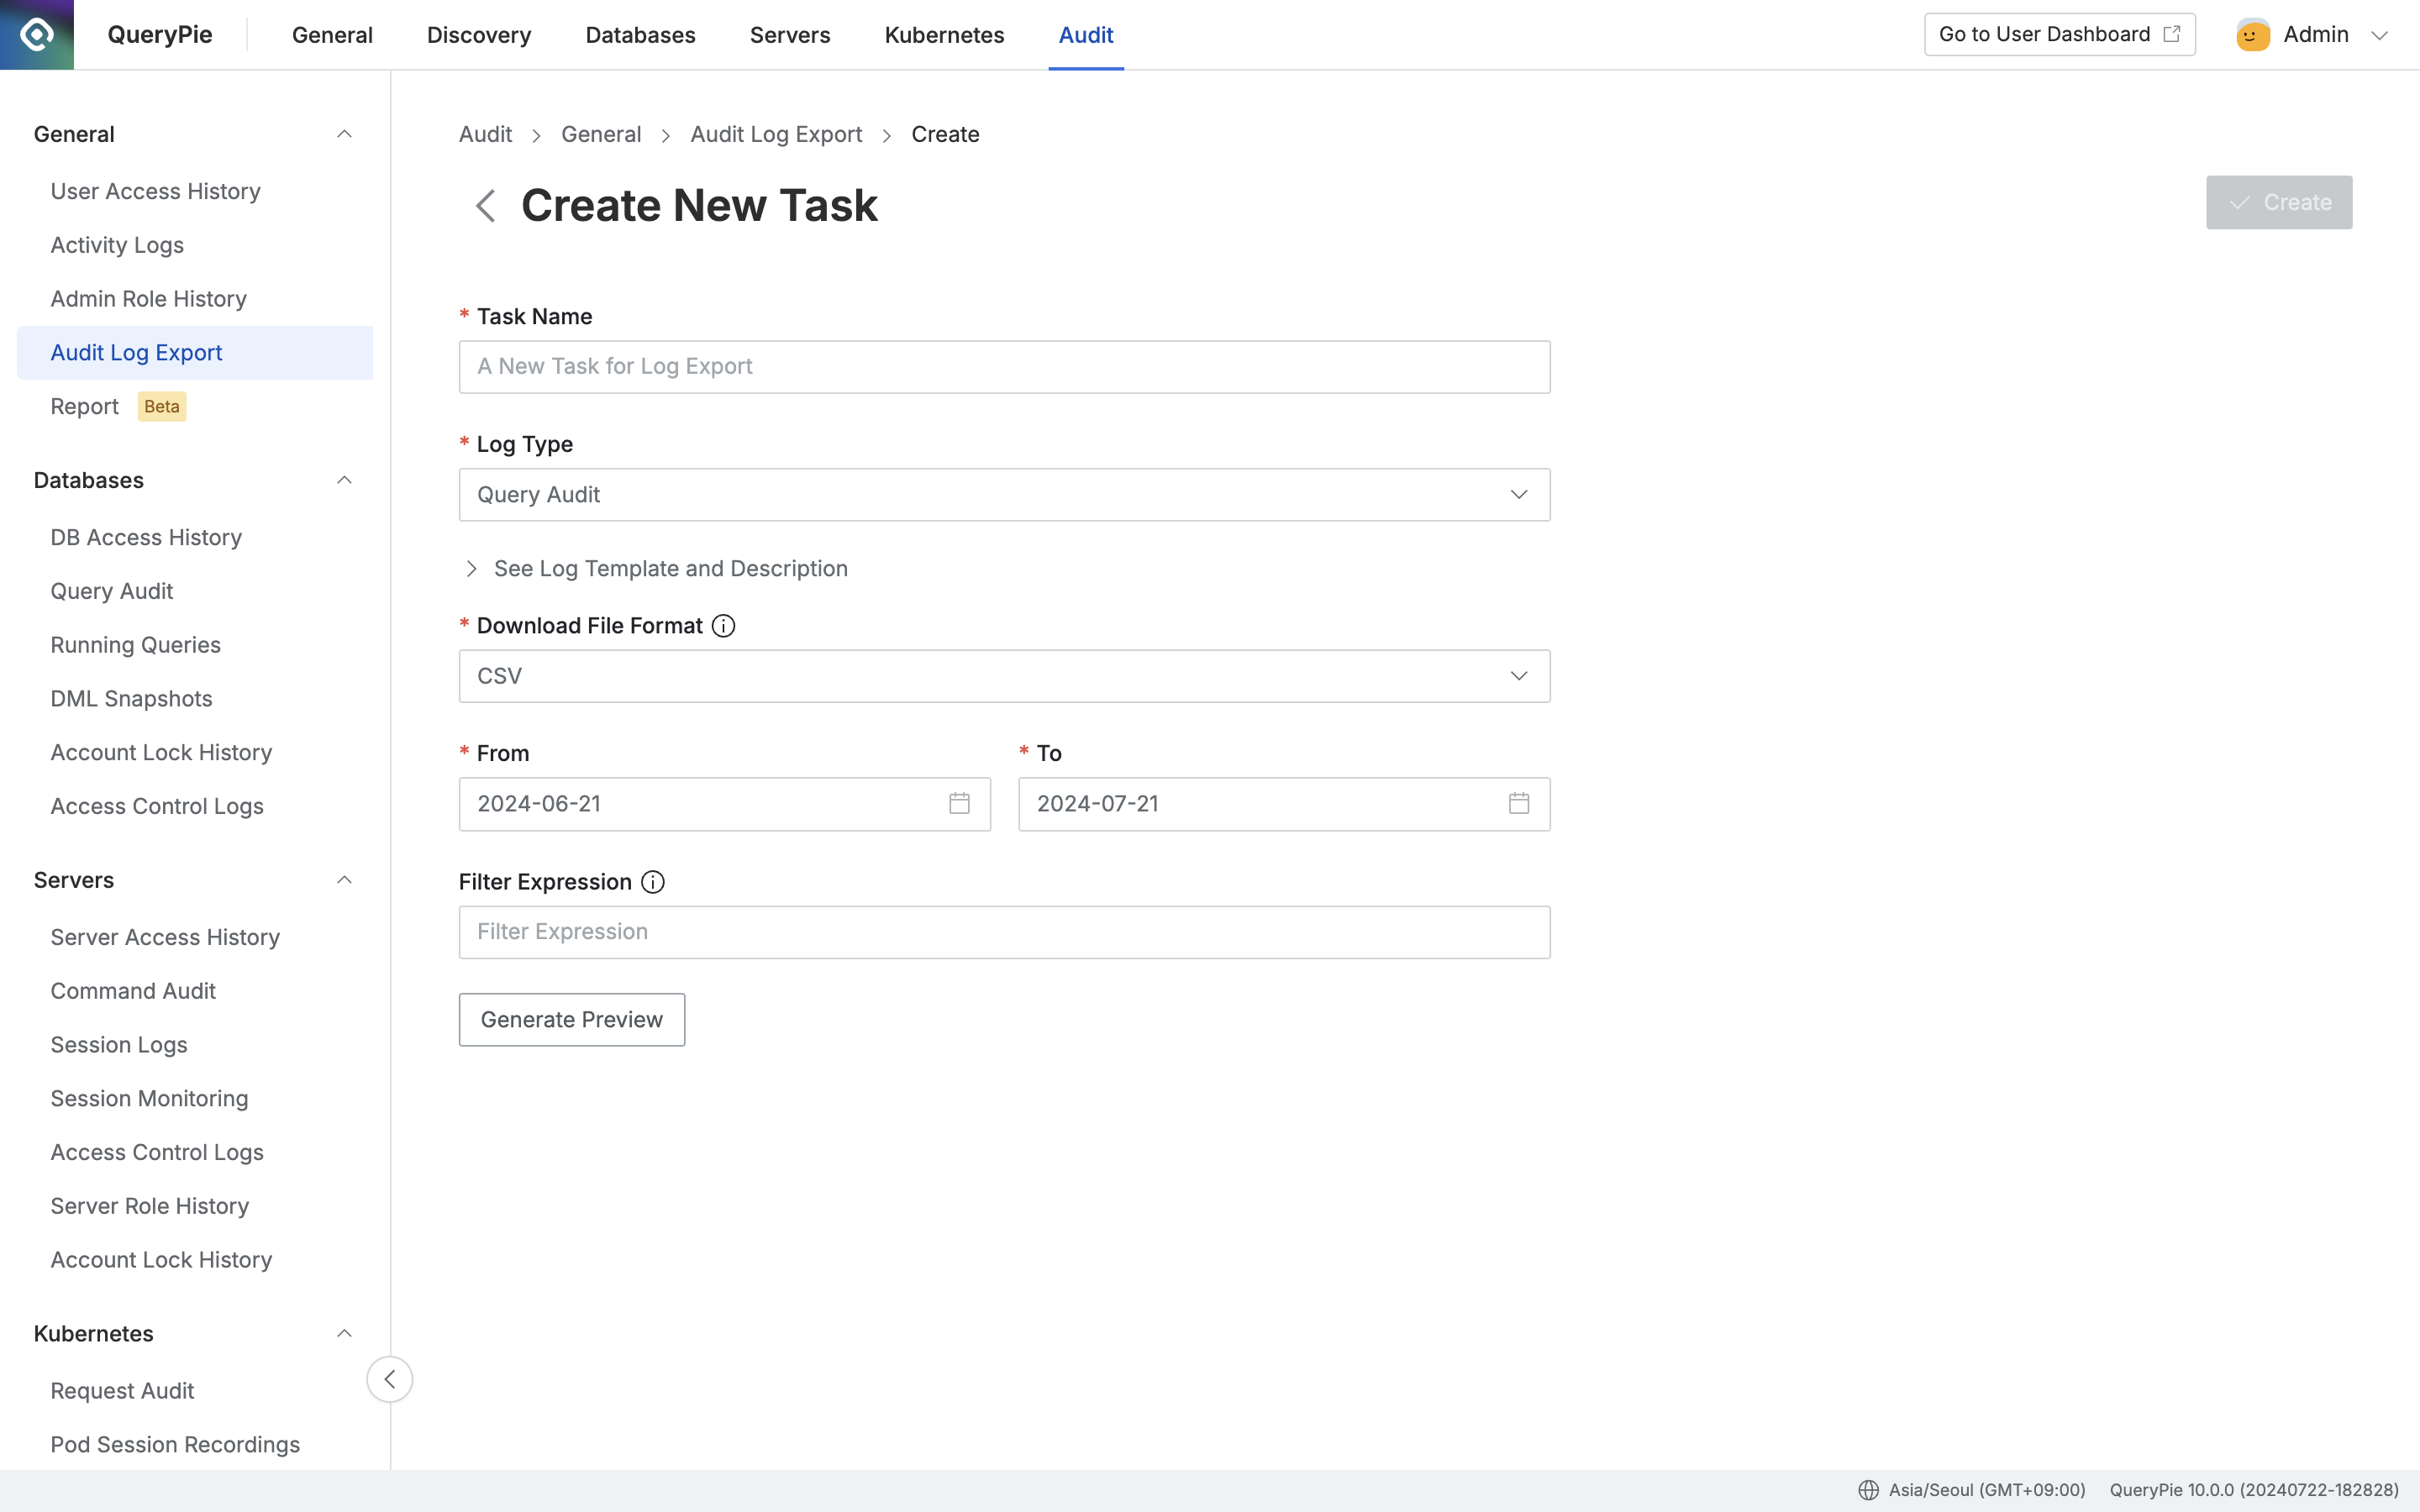 QueryPie
General
Discovery
Databases
Servers
Kubernetes
Audit
Go to User Dashboard
Admin
General
User Access History
Activity Logs
Admin Role History
Audit Log Export
Report Beta
Databases
DB Access History
Query Audit
Running Queries
DML Snapshots
Account Lock History
Access Control Logs
Servers
Server Access History
Command Audit
Session Logs
Session Monitoring
Access Control Logs
Server Role History
Account Lock History
Kubernetes
Request Audit
Pod Session Recordings
Audit > General > Audit Log Export > Create
Create New Task
Create
* Task Name
A New Task for Log Export
* Log Type
Query Audit
See Log Template and Description
* Download File Format
CSV
* From
2024-06-21
* To
2024-07-21
Filter Expression
Filter Expression
Generate Preview
Asia/Seoul (GMT+09:00)
QueryPie 10.0.0 (20240722-182828)